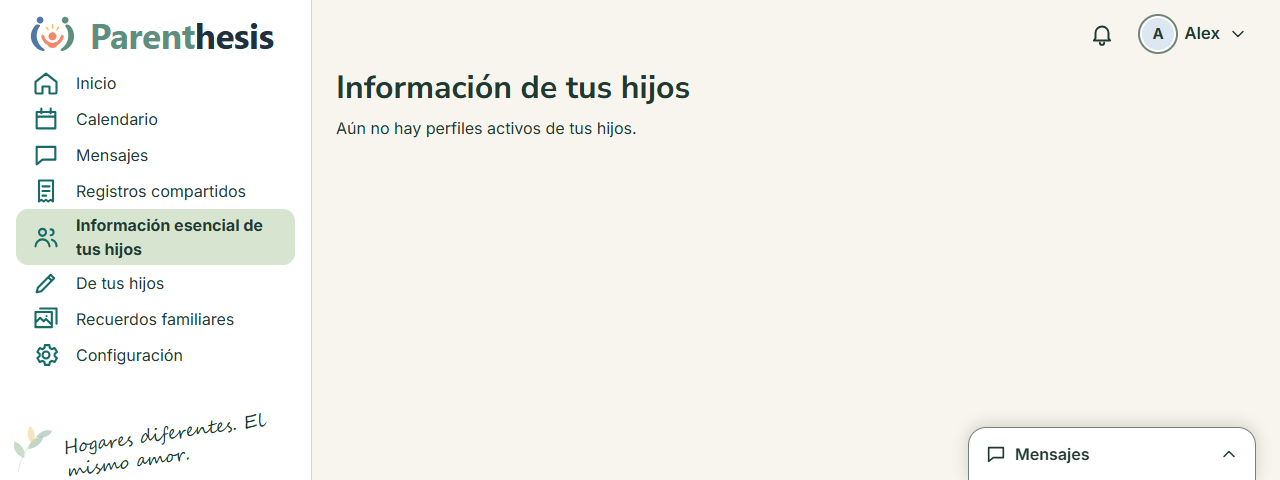 Parenthesis
Inicio
Calendario
Mensajes
Registros compartidos
Información esencial de
tus hijos
De tus hijos
Recuerdos familiares
Configuración
Hogares diferentes. El
mismo amor.
A Alex
Información de tus hijos
Aún no hay perfiles activos de tus hijos.
Mensajes